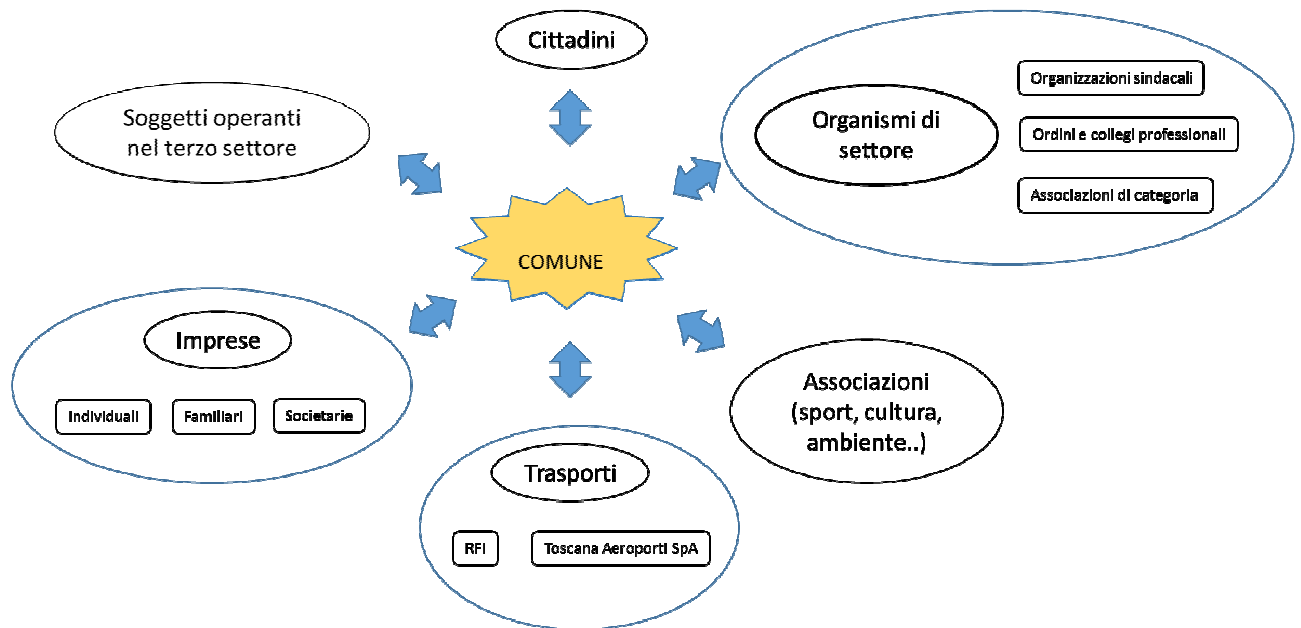 Cittadini
Soggetti operanti
nel terzo settore
Organismi di
settore
Organizzazioni sindacali
Ordini e collegi professionali
Associazioni di categoria
COMUNE
Imprese
Individuali
Familiari
Societarie
Associazioni
(sport, cultura,
ambiente..)
Trasporti
RFI
Toscana Aeroporti SpA